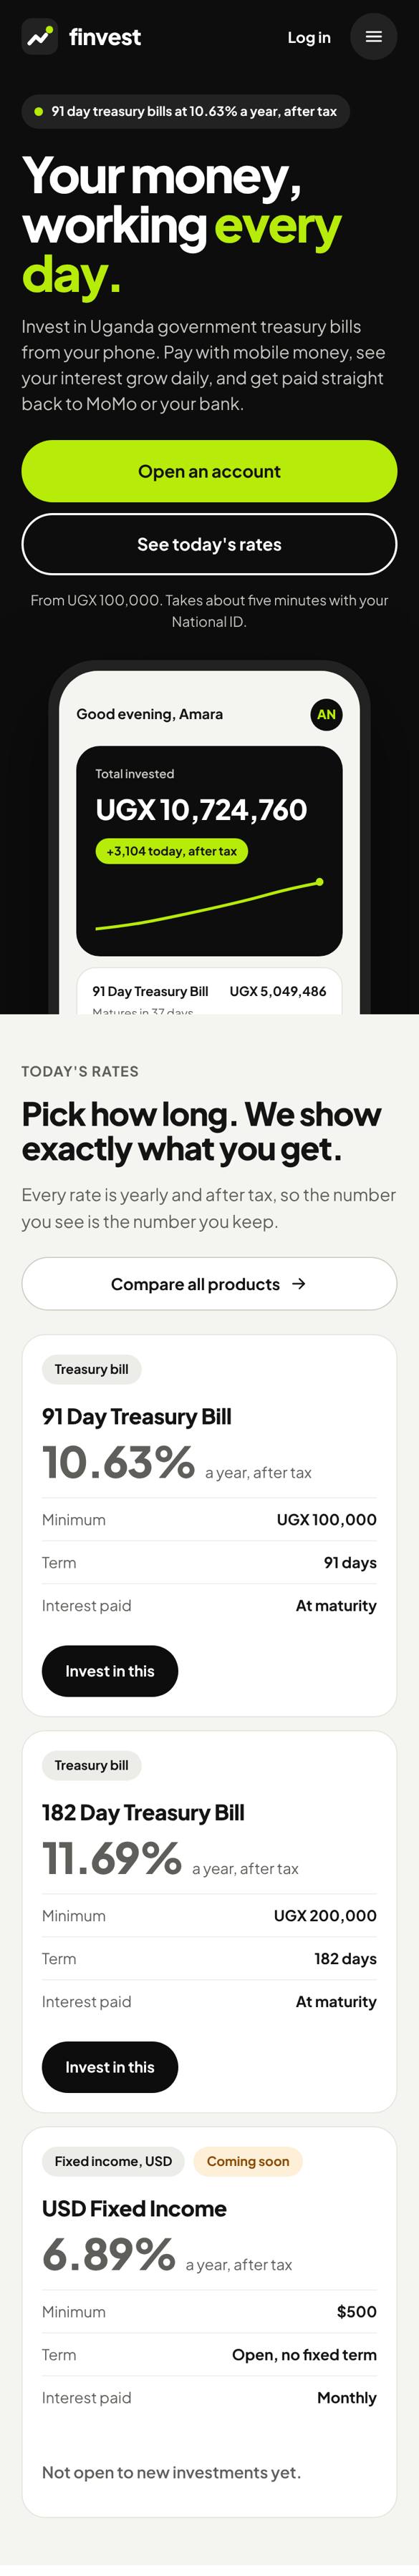 finvest
Log in
91 day treasury bills at 10.63% a year, after tax
Your money,
working every
day.
Invest in Uganda government treasury bills
from your phone. Pay with mobile money, see
your interest grow daily, and get paid straight
back to MoMo or your bank.
Open an account
See today's rates
From UGX 100,000. Takes about five minutes with your
National ID.
Good evening, Amara
AN
Total invested
UGX 10,724,760
+3,104 today, after tax
91 Day Treasury Bill UGX 5,049,486
Matures in 37 days
TODAY'S RATES
Pick how long. We show
exactly what you get.
Every rate is yearly and after tax, so the number
you see is the number you keep.
Compare all products →
Treasury bill
91 Day Treasury Bill
10.63% a year, after tax
Minimum UGX 100,000
Term 91 days
Interest paid At maturity
Invest in this
Treasury bill
182 Day Treasury Bill
11.69% a year, after tax
Minimum UGX 200,000
Term 182 days
Interest paid At maturity
Invest in this
Fixed income, USD Coming soon
USD Fixed Income
6.89% a year, after tax
Minimum $500
Term Open, no fixed term
Interest paid Monthly
Not open to new investments yet.